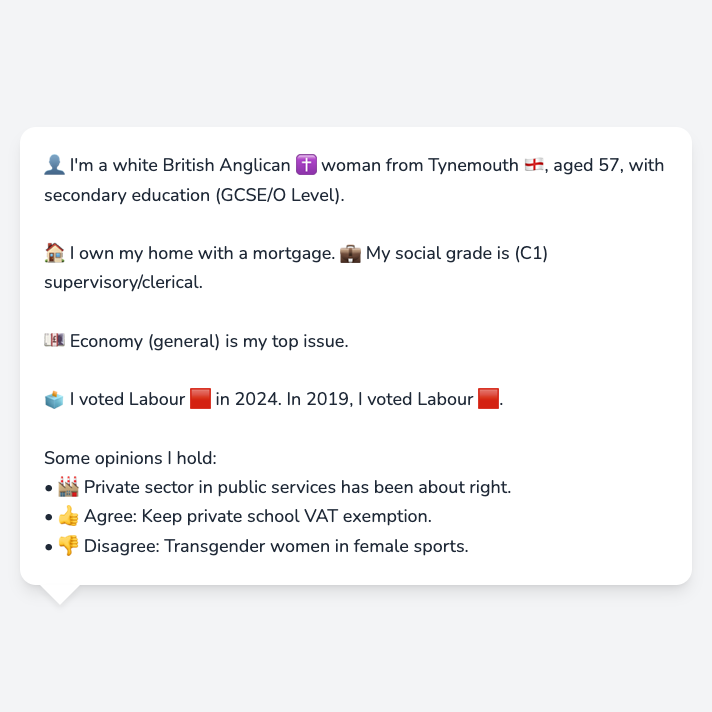 👤 I'm a white British Anglican ✝️ woman from Tynemouth 🏴󠁧󠁢󠁥󠁮󠁧󠁿, aged 57, with
secondary education (GCSE/O Level).
🏠 I own my home with a mortgage. 💼 My social grade is (C1)
supervisory/clerical.
💷 Economy (general) is my top issue.
🗳️ I voted Labour 🟥 in 2024. In 2019, I voted Labour 🟥.
Some opinions I hold:
• 🏭 Private sector in public services has been about right.
• 👍 Agree: Keep private school VAT exemption.
• 👎 Disagree: Transgender women in female sports.